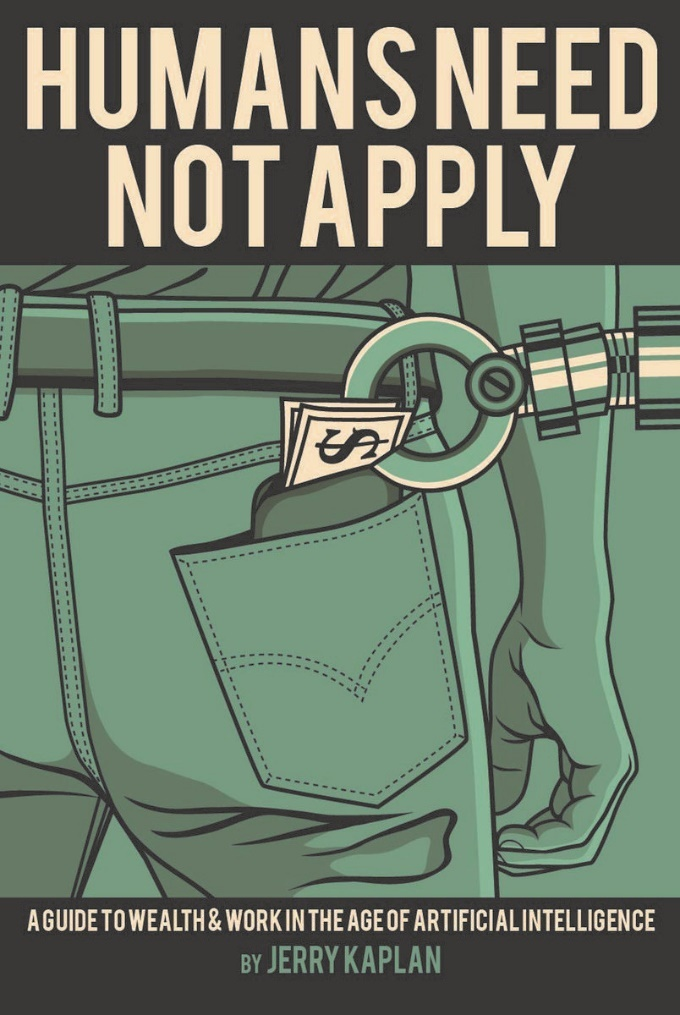 HUMANS NEED
NOT APPLY
$
A GUIDE TO WEALTH & WORK IN THE AGE OF ARTIFICIAL INTELLIGENCE
BY JERRY KAPLAN